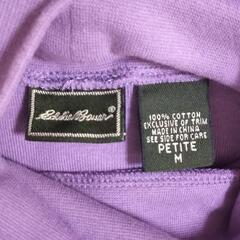 Eddie Bauer®
100% COTTON
EXCLUSIVE OF TRIM
MADE IN CHINA
SEE SIDE FOR CARE
PETITE
M